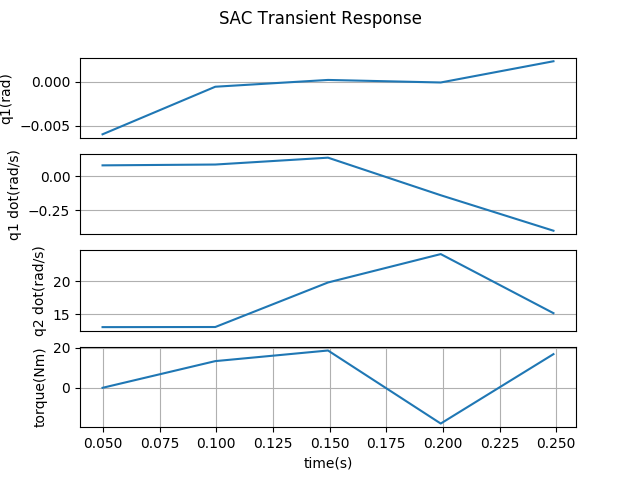 SAC Transient Response
q1(rad)
0.000
−0.005
q1 dot(rad/s)
0.00
−0.25
q2 dot(rad/s)
20
15
torque(Nm)
20
0
0.050 0.075 0.100 0.125 0.150 0.175 0.200 0.225 0.250
time(s)